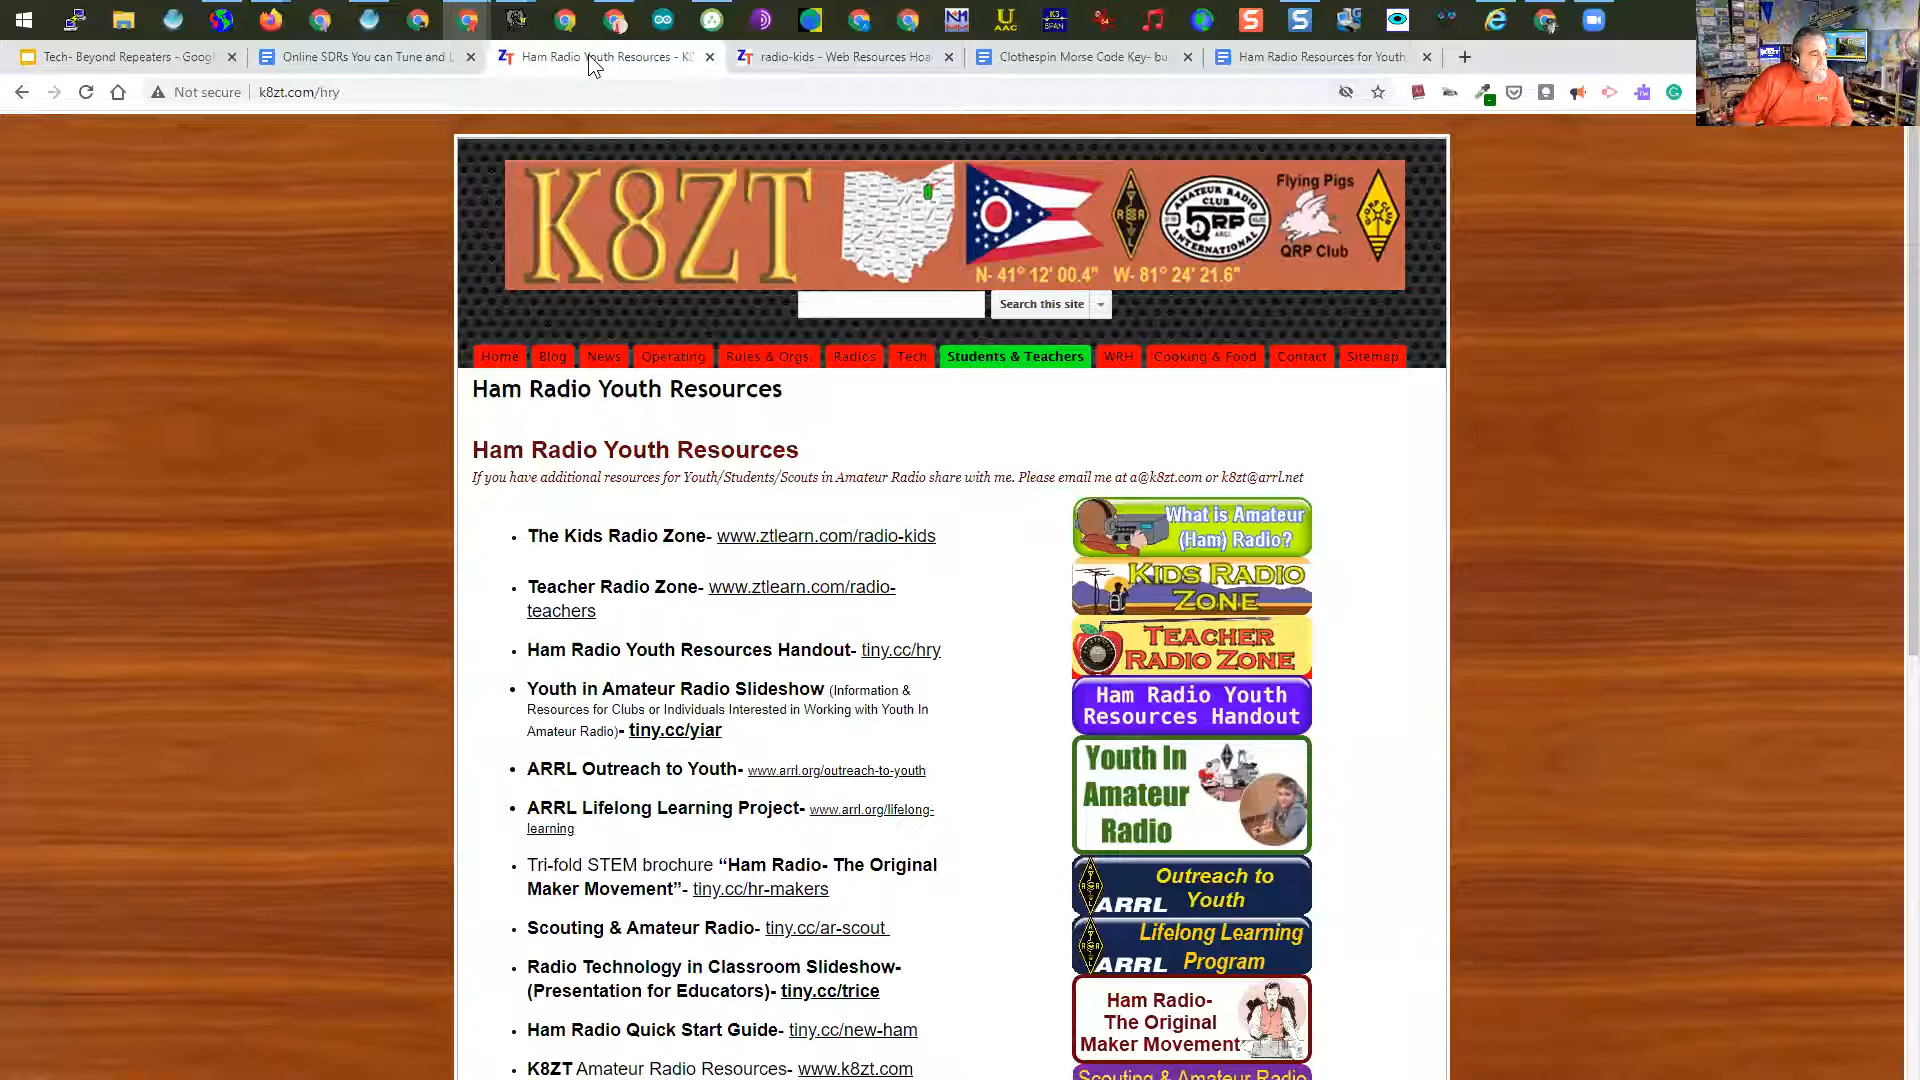 Tech- Beyond Repeaters - Googl
Online SDRs You can Tune and L
Ham Radio Youth Resources - K8
radio-kids - Web Resources Hoa
Clothespin Morse Code Key- bu
Ham Radio Resources for Youth
Not secure
k8zt.com/hry
K8ZT
N- 41° 12' 00.4" W- 81° 24' 21.6"
AMATEUR RADIO CLUB
QRP
INTERNATIONAL
Flying Pigs
QRP Club
Search this site
Home
Blog
News
Operating
Rules & Orgs.
Radios
Tech
Students & Teachers
WRH
Cooking & Food
Contact
Sitemap
Ham Radio Youth Resources
Ham Radio Youth Resources
If you have additional resources for Youth/Students/Scouts in Amateur Radio share with me. Please email me at a@k8zt.com or k8zt@arrl.net
The Kids Radio Zone- www.ztlearn.com/radio-kids
Teacher Radio Zone- www.ztlearn.com/radio-
teachers
Ham Radio Youth Resources Handout- tiny.cc/hry
Youth in Amateur Radio Slideshow (Information &
Resources for Clubs or Individuals Interested in Working with Youth In
Amateur Radio)- tiny.cc/yiar
ARRL Outreach to Youth- www.arrl.org/outreach-to-youth
ARRL Lifelong Learning Project- www.arrl.org/lifelong-
learning
Tri-fold STEM brochure “Ham Radio- The Original
Maker Movement”- tiny.cc/hr-makers
Scouting & Amateur Radio- tiny.cc/ar-scout
Radio Technology in Classroom Slideshow-
(Presentation for Educators)- tiny.cc/trice
Ham Radio Quick Start Guide- tiny.cc/new-ham
K8ZT Amateur Radio Resources- www.k8zt.com
What is Amateur
(Ham) Radio?
KIDS RADIO
ZONE
TEACHER
RADIO ZONE
Ham Radio Youth
Resources Handout
Youth In
Amateur
Radio
Outreach to
Youth
ARRL
Lifelong Learning
Program
ARRL
Ham Radio-
The Original
Maker Movement
Scouting & Amateur Radio